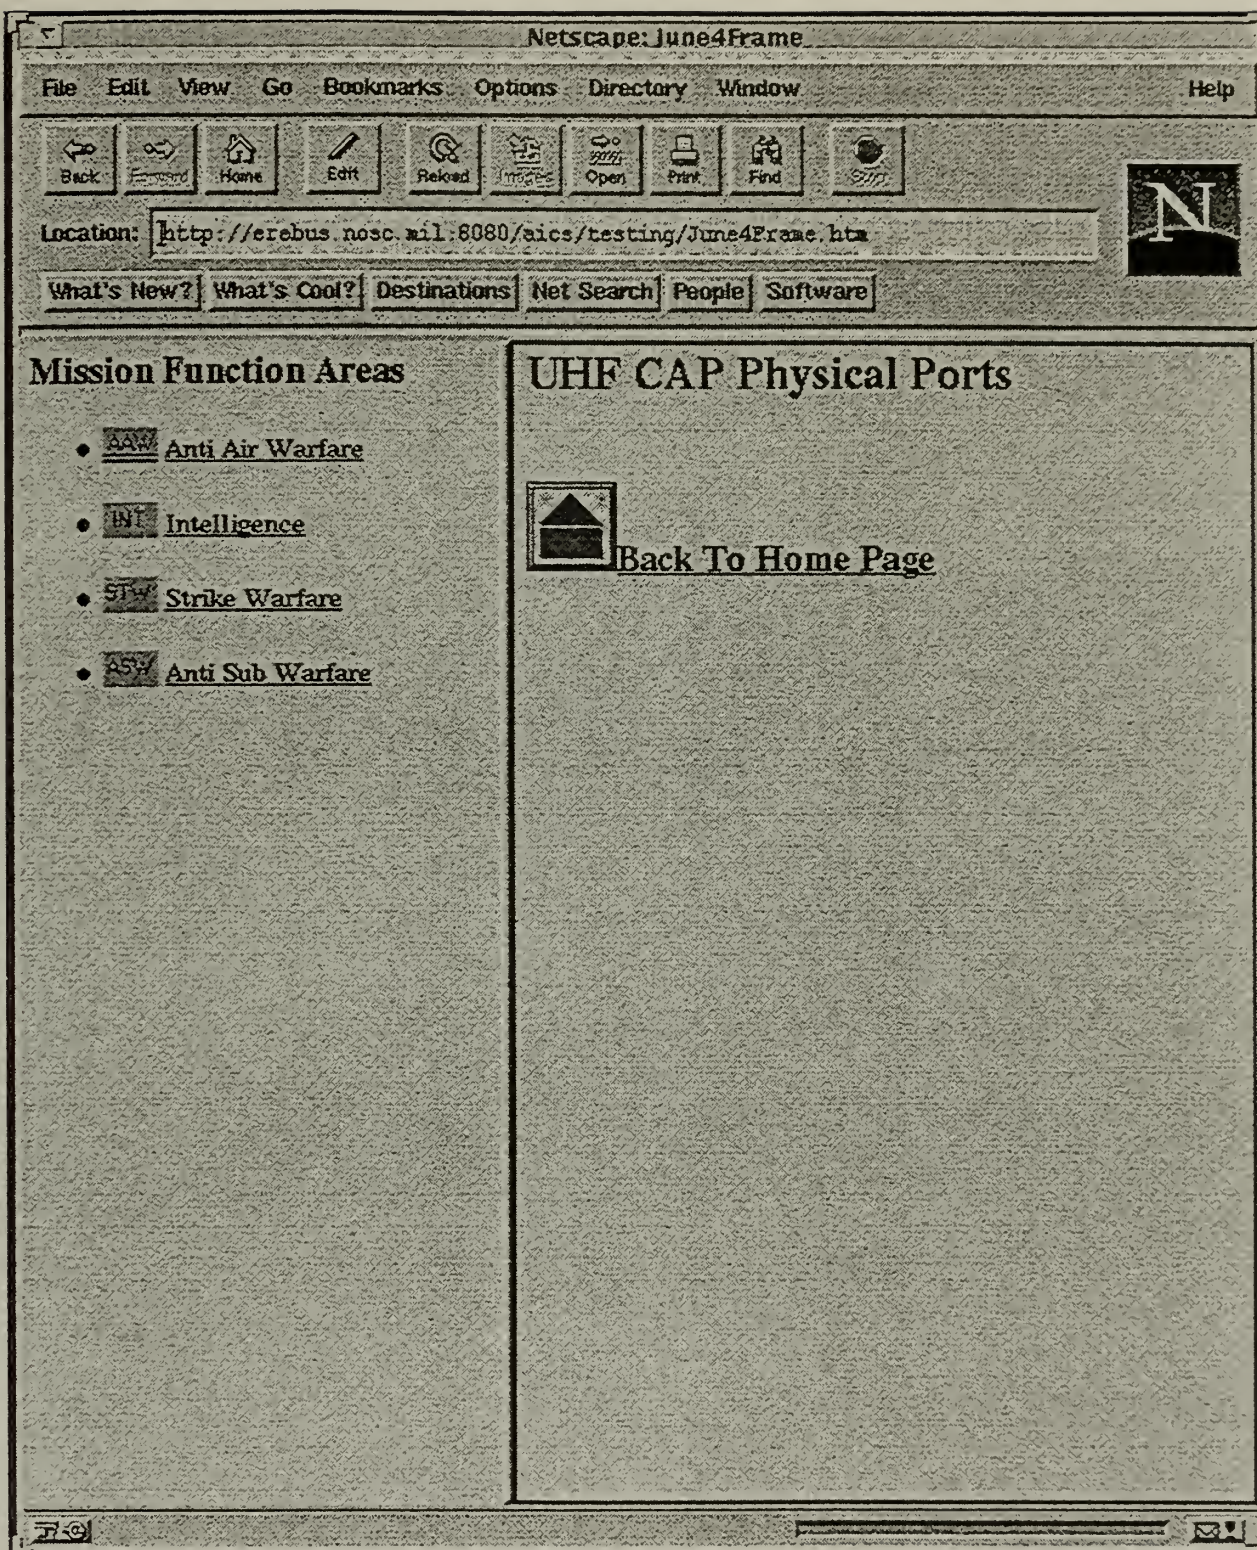 Netscape: June4Frame
File Edit View Go Bookmarks Options Directory Window Help
Back Forward Home Edit Reload Images Open Print Find Stop
N
Location: http://erebus.nosc.mil:8080/aics/testing/June4Frame.htm
What's New? What's Cool? Destinations Net Search People Software
Mission Function Areas
AAW Anti Air Warfare
INT Intelligence
STW Strike Warfare
ASW Anti Sub Warfare
UHF CAP Physical Ports
Back To Home Page